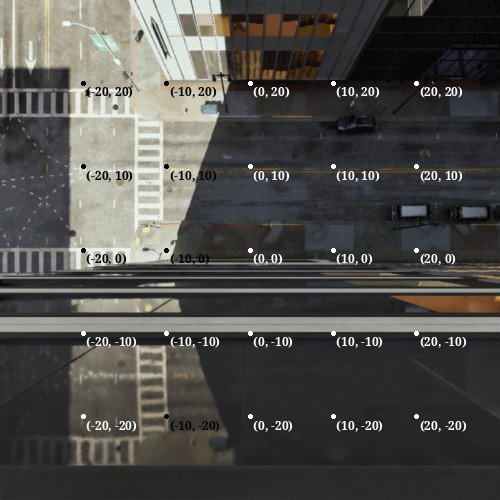 (-20, 20) (-10, 20) (0, 20) (10, 20) (20, 20)
(-20, 10) (-10, 10) (0, 10) (10, 10) (20, 10)
(-20, 0) (-10, 0) (0, 0) (10, 0) (20, 0)
(-20, -10) (-10, -10) (0, -10) (10, -10) (20, -10)
(-20, -20) (-10, -20) (0, -20) (10, -20) (20, -20)